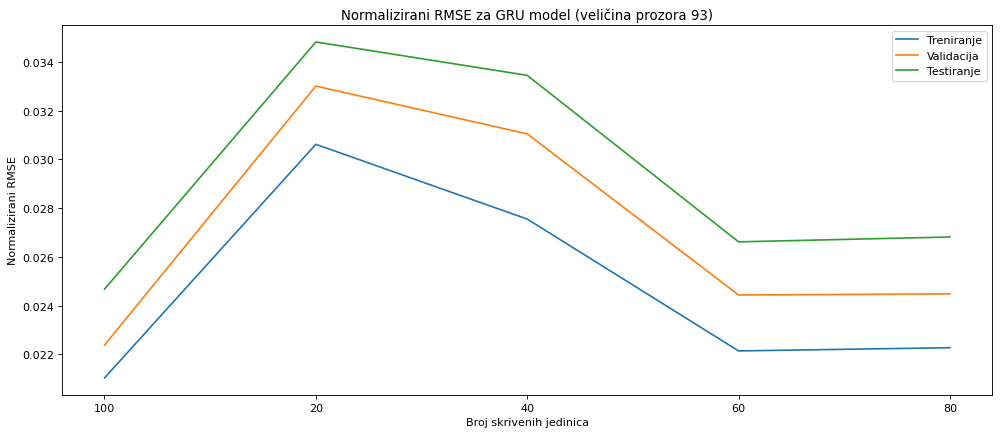 Normalizirani RMSE za GRU model (veličina prozora 93)
Treniranje
Validacija
Testiranje
Normalizirani RMSE
0.034
0.032
0.030
0.028
0.026
0.024
0.022
100 20 40 60 80
Broj skrivenih jedinica